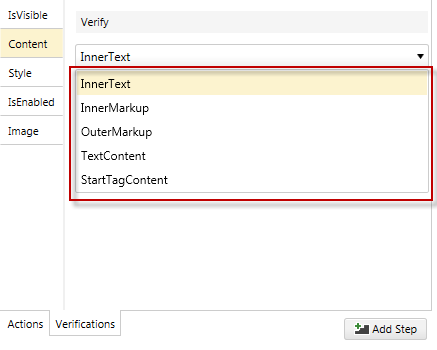 IsVisible
Content
Style
IsEnabled
Image
Verify
InnerText
InnerText
InnerMarkup
OuterMarkup
TextContent
StartTagContent
Actions
Verifications
Add Step